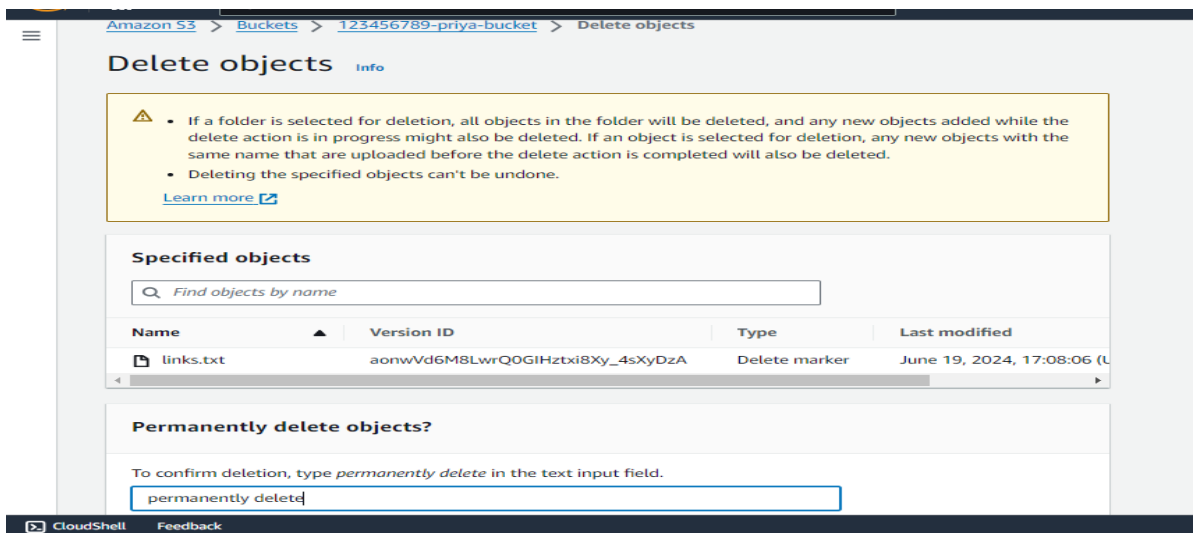 Amazon S3 > Buckets > 123456789-priya-bucket > Delete objects
Delete objects Info
• If a folder is selected for deletion, all objects in the folder will be deleted, and any new objects added while the
delete action is in progress might also be deleted. If an object is selected for deletion, any new objects with the
same name that are uploaded before the delete action is completed will also be deleted.
• Deleting the specified objects can't be undone.
Learn more
Specified objects
Find objects by name
Name Version ID Type Last modified
links.txt aonwVd6M8LwrQ0GIHztxi8Xy_4sXyDzA Delete marker June 19, 2024, 17:08:06 (U
Permanently delete objects?
To confirm deletion, type permanently delete in the text input field.
permanently delete
CloudShell Feedback